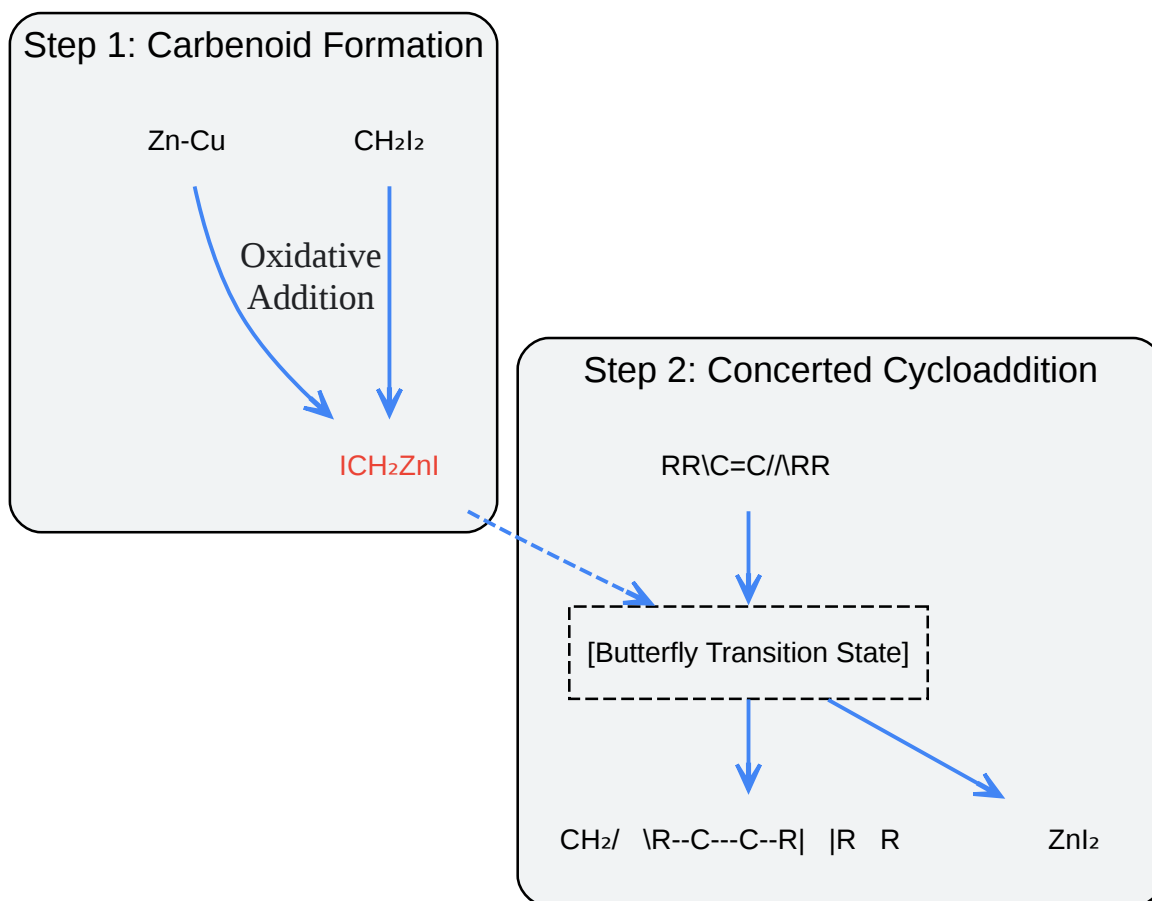 Step 1: Carbenoid Formation
Zn-Cu
CH₂I₂
Oxidative
Addition
ICH₂ZnI
Step 2: Concerted Cycloaddition
RR\C=C//\RR
[Butterfly Transition State]
CH₂/ \R--C---C--R| |R R
ZnI₂